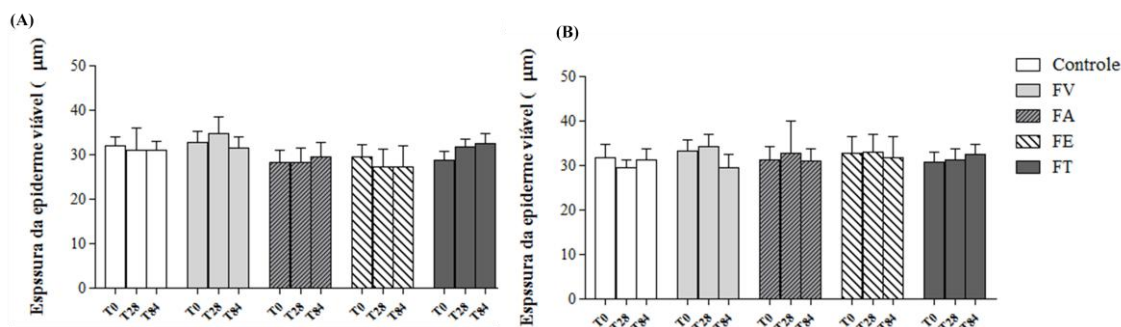 (A)
Espssura da epiderme viável ( μm)
50
40
30
20
10
0
T0 T28 T84 T0 T28 T84 T0 T28 T84 T0 T28 T84 T0 T28 T84
(B)
Espssura da epiderme viável ( μm)
50
40
30
20
10
0
T0 T28 T84 T0 T28 T84 T0 T28 T84 T0 T28 T84 T0 T28 T84
Controle
FV
FA
FE
FT